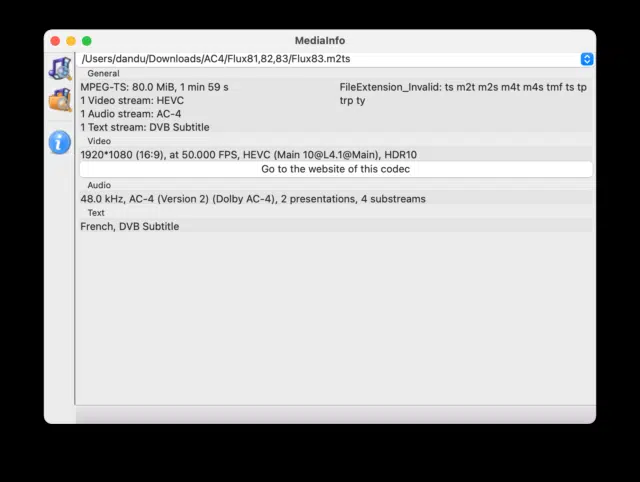 MediaInfo
/Users/dandu/Downloads/AC4/Flux81,82,83/Flux83.m2ts
General
MPEG-TS: 80.0 MiB, 1 min 59 s
1 Video stream: HEVC
1 Audio stream: AC-4
1 Text stream: DVB Subtitle
FileExtension_Invalid: ts m2t m2s m4t m4s tmf ts tp
trp ty
Video
1920*1080 (16:9), at 50.000 FPS, HEVC (Main 10@L4.1@Main), HDR10
Go to the website of this codec
Audio
48.0 kHz, AC-4 (Version 2) (Dolby AC-4), 2 presentations, 4 substreams
Text
French, DVB Subtitle